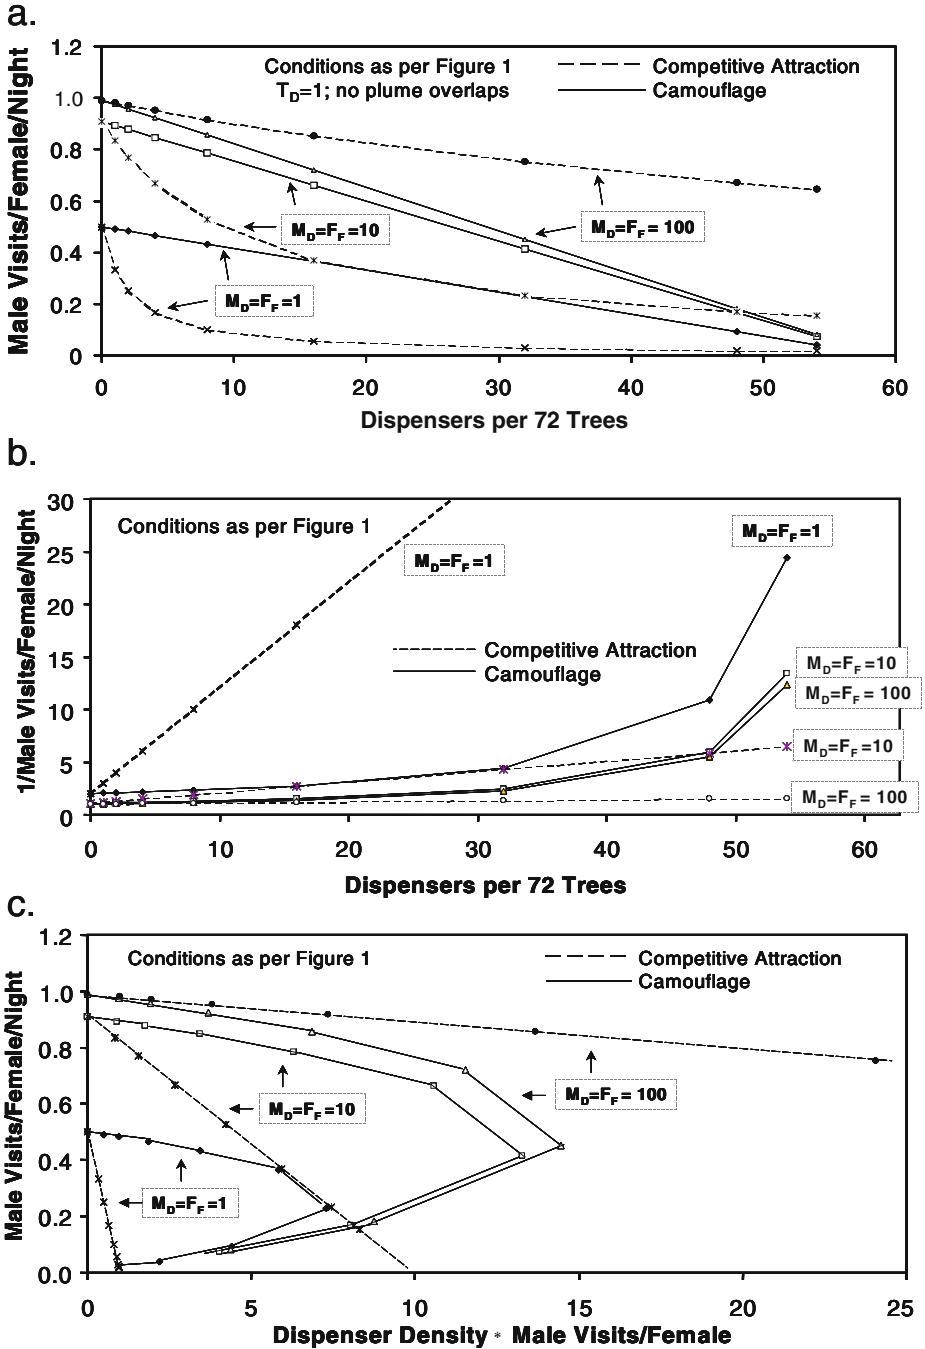 a.
1.2
1.0
0.8
0.6
0.4
0.2
0
Male Visits/Female/Night
Conditions as per Figure 1
T_D=1; no plume overlaps
Competitive Attraction
Camouflage
M_D=F_F=10
M_D=F_F = 100
M_D=F_F=1
0 10 20 30 40 50 60
Dispensers per 72 Trees
b.
30
25
20
15
10
5
0
1/Male Visits/Female/Night
Conditions as per Figure 1
M_D=F_F=1
M_D=F_F=1
Competitive Attraction
Camouflage
M_D=F_F=10
M_D=F_F = 100
M_D=F_F=10
M_D=F_F = 100
0 10 20 30 40 50 60
Dispensers per 72 Trees
c.
1.2
1.0
0.8
0.6
0.4
0.2
0.0
Male Visits/Female/Night
Conditions as per Figure 1
Competitive Attraction
Camouflage
M_D=F_F=10
M_D=F_F = 100
M_D=F_F=1
0 5 10 15 20 25
Dispenser Density * Male Visits/Female